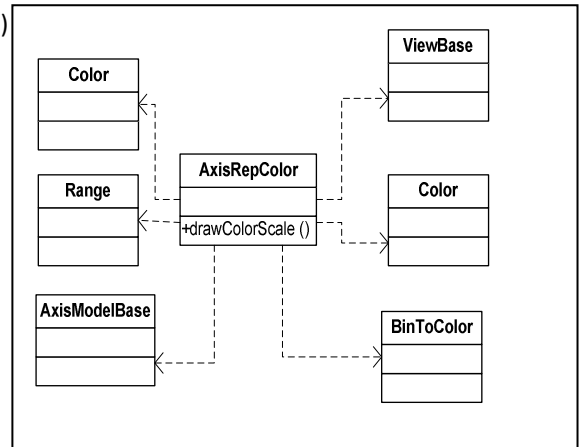 )
ViewBase
Color
AxisRepColor
Range
Color
+drawColorScale ()
AxisModelBase
BinToColor